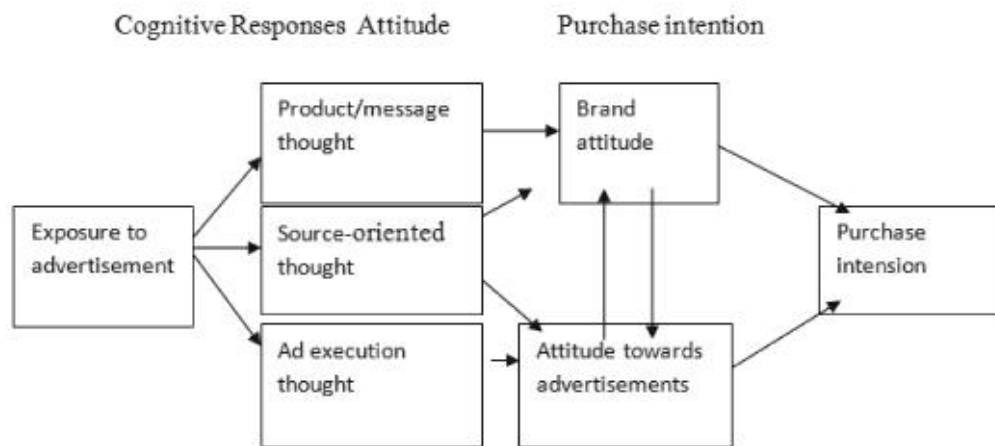 Cognitive Responses Attitude
Purchase intention
Product/message
thought
Brand
attitude
Exposure to
advertisement
Source-oriented
thought
Purchase
intension
Ad execution
thought
Attitude towards
advertisements